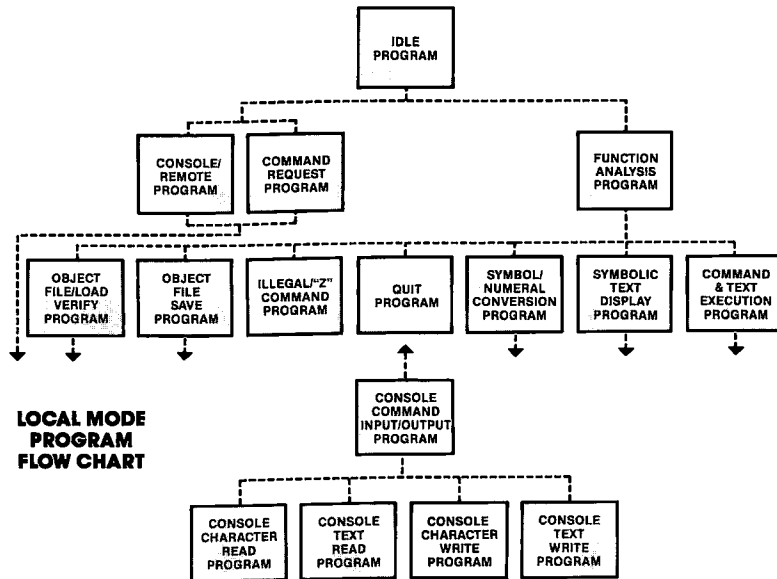 IDLE
PROGRAM
CONSOLE/
REMOTE
PROGRAM
COMMAND
REQUEST
PROGRAM
FUNCTION
ANALYSIS
PROGRAM
OBJECT
FILE/LOAD
VERIFY
PROGRAM
OBJECT
FILE
SAVE
PROGRAM
ILLEGAL/"Z"
COMMAND
PROGRAM
QUIT
PROGRAM
SYMBOL/
NUMERAL
CONVERSION
PROGRAM
SYMBOLIC
TEXT
DISPLAY
PROGRAM
COMMAND
& TEXT
EXECUTION
PROGRAM
CONSOLE
COMMAND
INPUT/OUTPUT
PROGRAM
LOCAL MODE
PROGRAM
FLOW CHART
CONSOLE
CHARACTER
READ PROGRAM
CONSOLE
TEXT
READ
PROGRAM
CONSOLE
CHARACTER
WRITE
PROGRAM
CONSOLE
TEXT
WRITE
PROGRAM